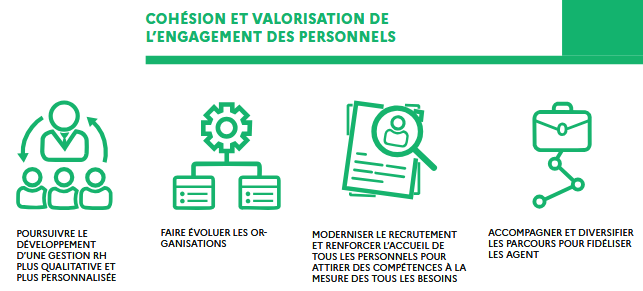 COHÉSION ET VALORISATION DE
L'ENGAGEMENT DES PERSONNELS
POURSUIVRE LE
DÉVELOPPEMENT
D'UNE GESTION RH
PLUS QUALITATIVE ET
PLUS PERSONNALISÉE
FAIRE ÉVOLUER LES OR-
GANISATIONS
MODERNISER LE RECRUTEMENT
ET RENFORCER L'ACCUEIL DE
TOUS LES PERSONNELS POUR
ATTIRER DES COMPÉTENCES À LA
MESURE DES TOUS LES BESOINS
ACCOMPAGNER ET DIVERSIFIER
LES PARCOURS POUR FIDÉLISER
LES AGENT